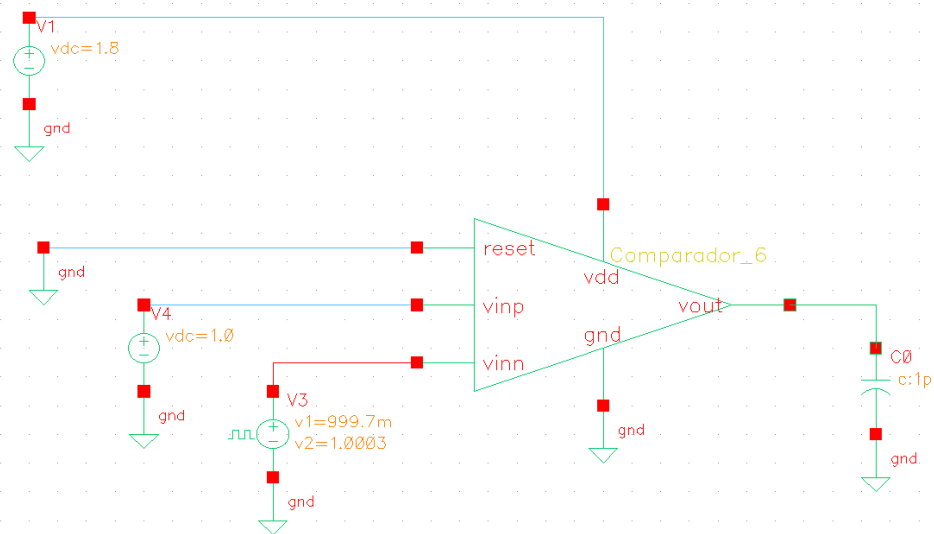 V1
vdc=1.8
gnd
reset
Comparador_6
vdd
gnd
vinp
vout
V4
vdc=1.0
gnd
vinn
C0
c:1p
V3
v1=999.7m
v2=1.0003
gnd
gnd
gnd
gnd